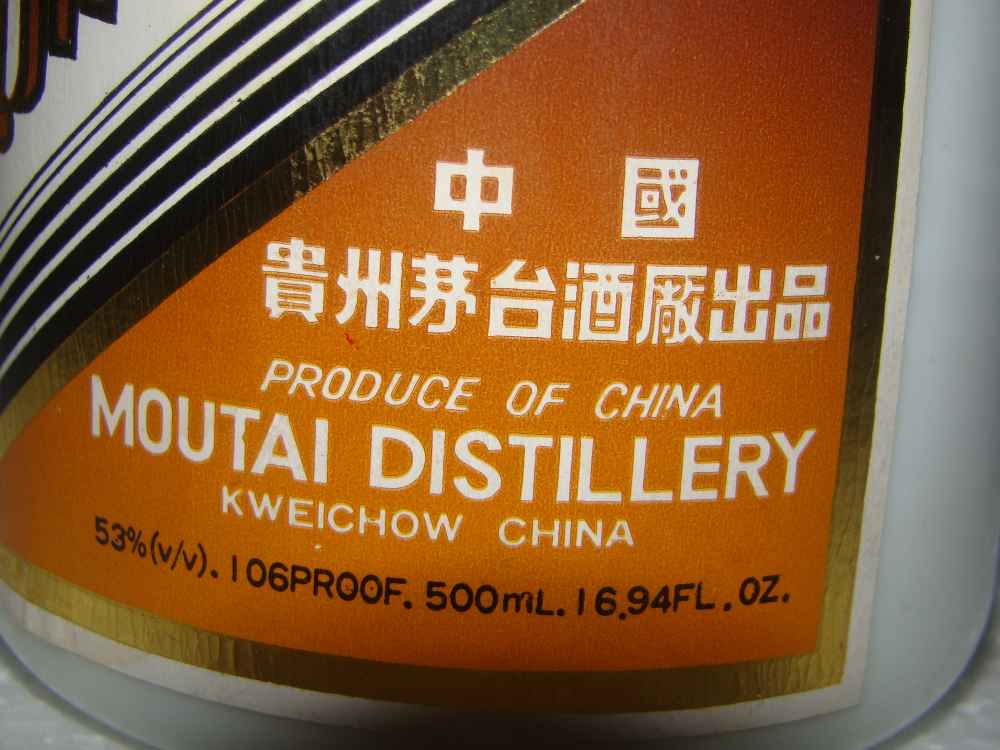 中國
貴州茅台酒厰出品
PRODUCE OF CHINA
MOUTAI DISTILLERY
KWEICHOW CHINA
53%(v/v). 106PROOF. 500mL. 16.94FL. OZ.